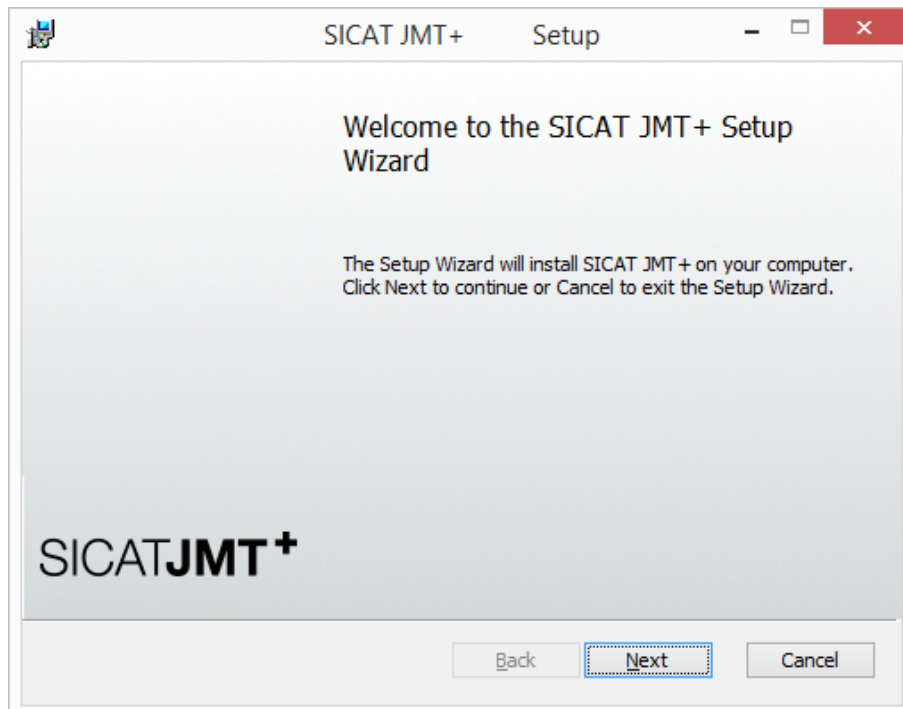 SICAT JMT+ Setup
Welcome to the SICAT JMT+ Setup
Wizard
The Setup Wizard will install SICAT JMT+ on your computer.
Click Next to continue or Cancel to exit the Setup Wizard.
SICATJMT+
Back Next Cancel